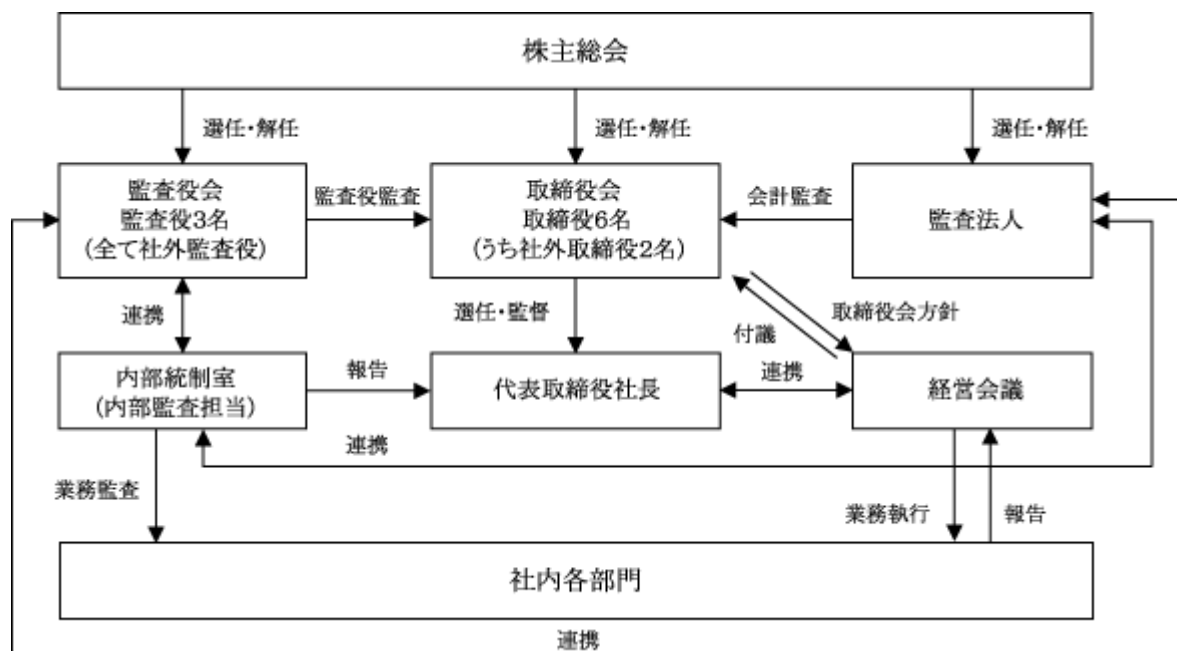 株主総会
選任・解任
選任・解任
選任・解任
監査役会
監査役3名
(全て社外監査役)
監査役監査
取締役会
取締役6名
(うち社外取締役2名)
会計監査
監査法人
連携
選任・監督
取締役会方針
付議
内部統制室
(内部監査担当)
報告
代表取締役社長
連携
経営会議
連携
業務監査
業務執行
報告
社内各部門
連携